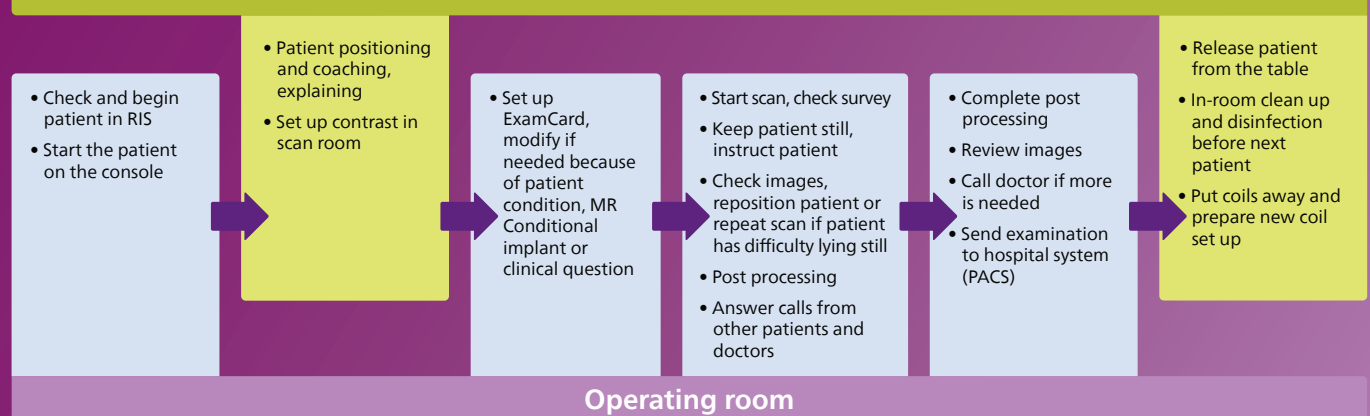 • Check and begin
patient in RIS
• Start the patient
on the console
• Patient positioning
and coaching,
explaining
• Set up contrast in
scan room
• Set up
ExamCard,
modify if
needed because
of patient
condition, MR
Conditional
implant or
clinical question
• Start scan, check survey
• Keep patient still,
instruct patient
• Check images,
reposition patient or
repeat scan if patient
has difficulty lying still
• Post processing
• Answer calls from
other patients and
doctors
• Complete post
processing
• Review images
• Call doctor if more
is needed
• Send examination
to hospital system
(PACS)
• Release patient
from the table
• In-room clean up
and disinfection
before next
patient
• Put coils away and
prepare new coil
set up
Operating room